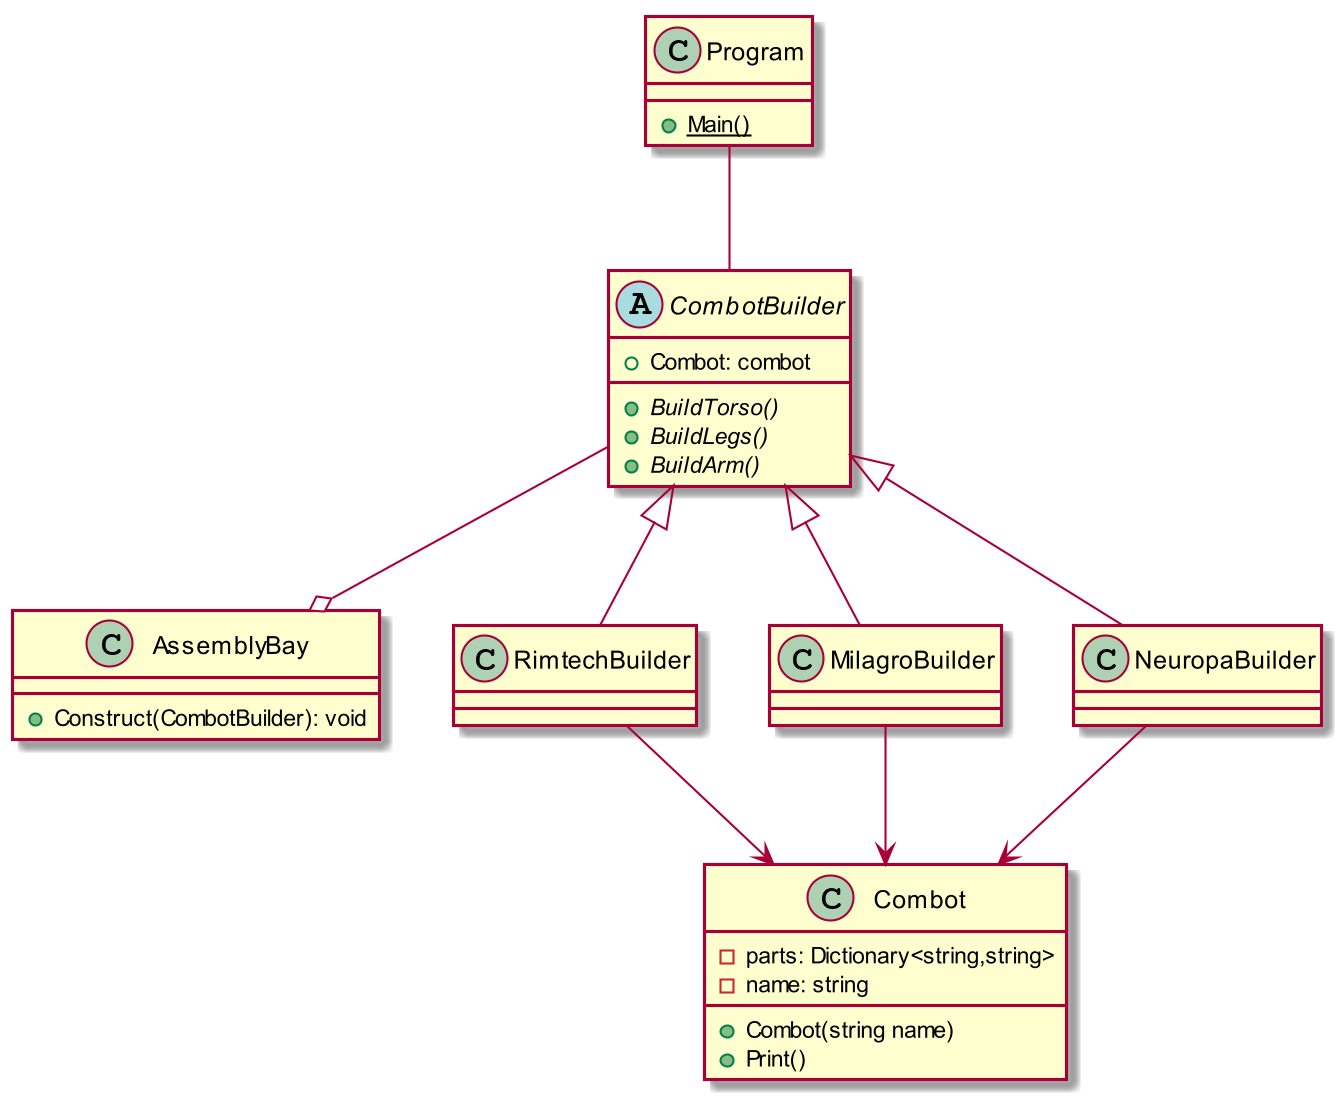 C Program
Main()
A CombotBuilder
Combot: combot
BuildTorso()
BuildLegs()
BuildArm()
C AssemblyBay
Construct(CombotBuilder): void
C RimtechBuilder
C MilagroBuilder
C NeuropaBuilder
C Combot
parts: Dictionary<string,string>
name: string
Combot(string name)
Print()